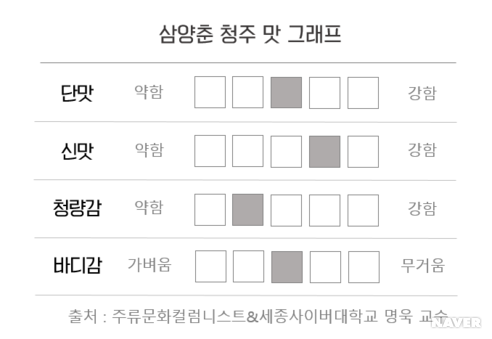 삼양춘 청주 맛 그래프
단맛 약함 강함
신맛 약함 강함
청량감 약함 강함
바디감 가벼움 무거움
출처 : 주류문화컬럼니스트&세종사이버대학교 명욱 교수
NAVER